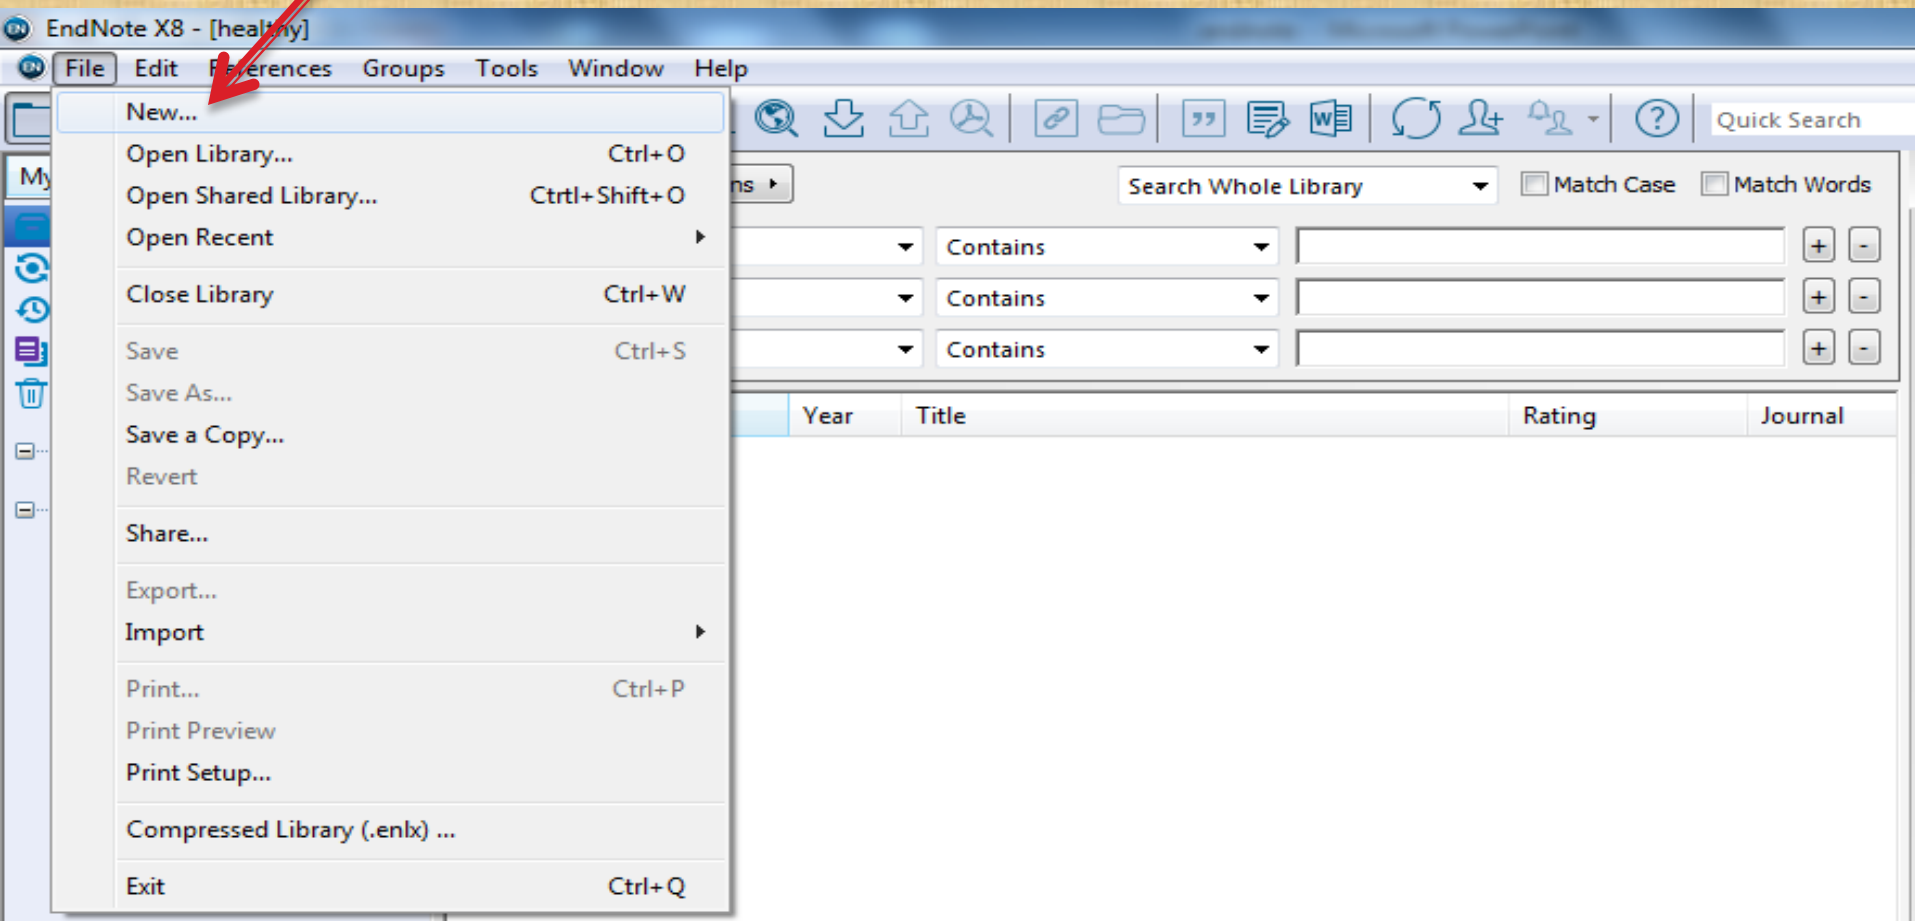 EndNote X8 - [healthy]
File Edit References Groups Tools Window Help
New...
Quick Search
Open Library... Ctrl+O
My
ns
Search Whole Library Match Case Match Words
Open Shared Library... Ctrtl+Shift+O
Open Recent
Contains + -
Close Library Ctrl+W
Contains + -
Save Ctrl+S
Contains + -
Save As...
Year Title Rating Journal
Save a Copy...
Revert
Share...
Export...
Import
Print... Ctrl+P
Print Preview
Print Setup...
Compressed Library (.enlx) ...
Exit Ctrl+Q